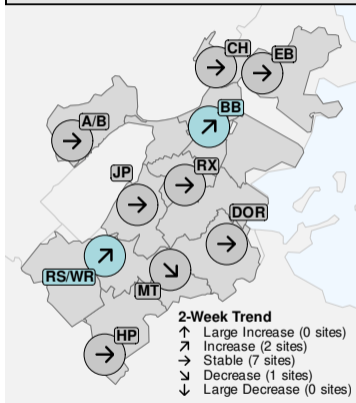 CH
EB
BB
A/B
RX
JP
DOR
RS/WR
MT
HP
2-Week Trend
↑ Large Increase (0 sites)
↗ Increase (2 sites)
→ Stable (7 sites)
↘ Decrease (1 sites)
↓ Large Decrease (0 sites)